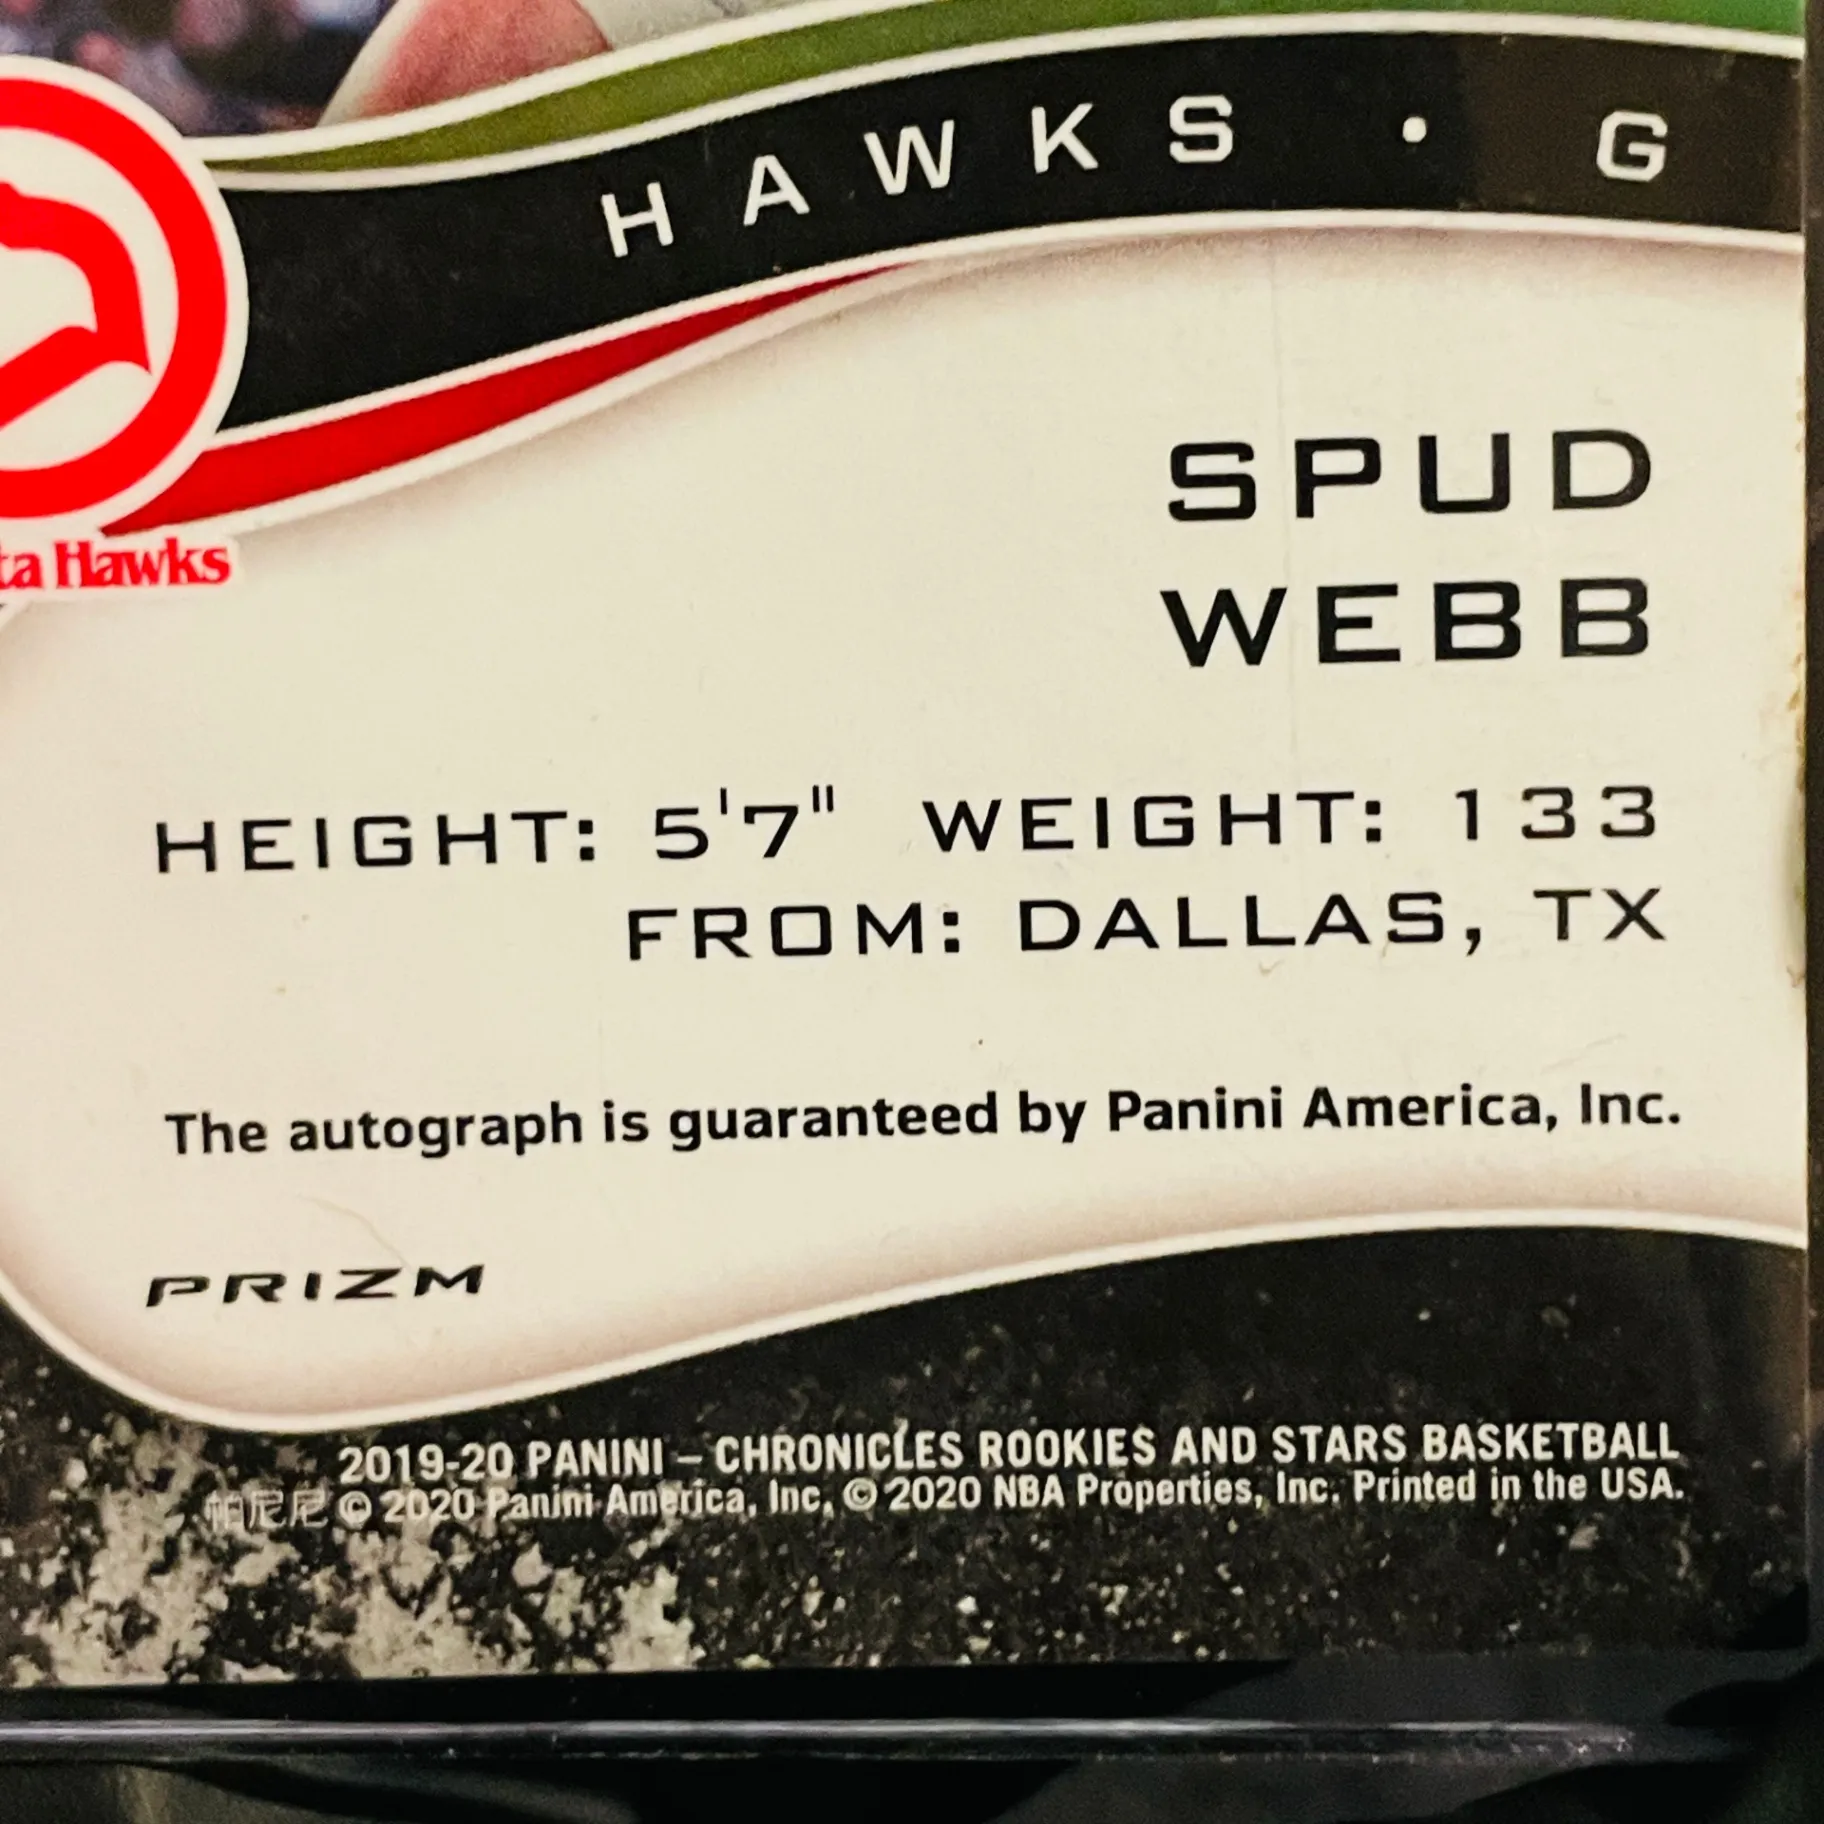 HAWKS • G
ta Hawks
SPUD
WEBB
HEIGHT: 5'7" WEIGHT: 133
FROM: DALLAS, TX
The autograph is guaranteed by Panini America, Inc.
PRIZM
2019-20 PANINI – CHRONICLES ROOKIES AND STARS BASKETBALL
帕尼尼 © 2020 Panini America, Inc. © 2020 NBA Properties, Inc. Printed in the USA.